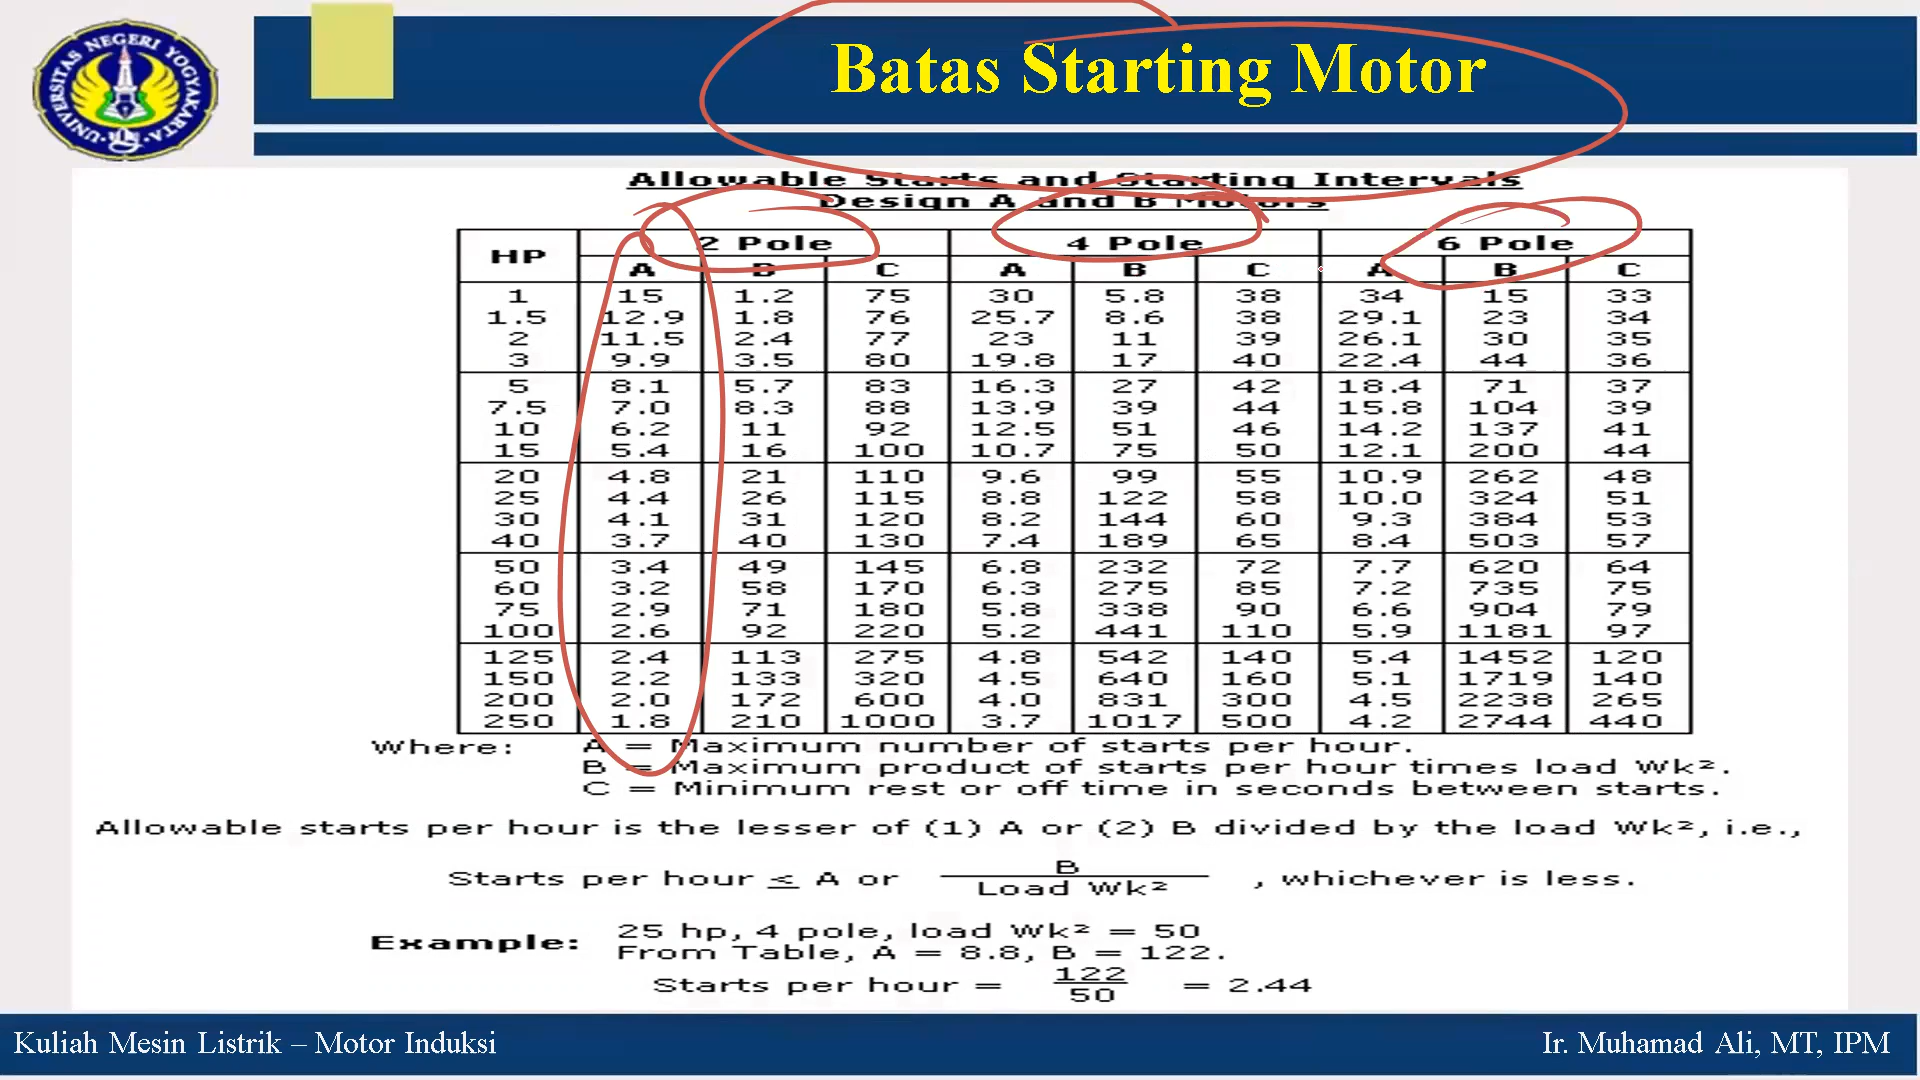 UNIVERSITAS NEGERI YOGYAKARTA
UNY
Batas Starting Motor
Allowable Starts and Starting Intervals
Design A and B Motors
HP 2 Pole 4 Pole 6 Pole
A B C A B C A B C
1 15 1.2 75 30 5.8 38 34 15 33
1.5 12.9 1.8 76 25.7 8.6 38 29.1 23 34
2 11.5 2.4 77 23 11 39 26.1 30 35
3 9.9 3.5 80 19.8 17 40 22.4 44 36
5 8.1 5.7 83 16.3 27 42 18.4 71 37
7.5 7.0 8.3 88 13.9 39 44 15.8 104 39
10 6.2 11 92 12.5 51 46 14.2 137 41
15 5.4 16 100 10.7 75 50 12.1 200 44
20 4.8 21 110 9.6 99 55 10.9 262 48
25 4.4 26 115 8.8 122 58 10.0 324 51
30 4.1 31 120 8.2 144 60 9.3 384 53
40 3.7 40 130 7.4 189 65 8.4 503 57
50 3.4 49 145 6.8 232 72 7.7 620 64
60 3.2 58 170 6.3 275 85 7.2 735 75
75 2.9 71 180 5.8 338 90 6.6 904 79
100 2.6 92 220 5.2 441 110 5.9 1181 97
125 2.4 113 275 4.8 542 140 5.4 1452 120
150 2.2 133 320 4.5 640 160 5.1 1719 140
200 2.0 172 600 4.0 831 300 4.5 2238 265
250 1.8 210 1000 3.7 1017 500 4.2 2744 440
Where: A = Maximum number of starts per hour.
B = Maximum product of starts per hour times load Wk².
C = Minimum rest or off time in seconds between starts.
Allowable starts per hour is the lesser of (1) A or (2) B divided by the load Wk², i.e.,
Starts per hour ≤ A or B / Load Wk² , whichever is less.
Example: 25 hp, 4 pole, load Wk² = 50
From Table, A = 8.8, B = 122.
Starts per hour = 122 / 50 = 2.44
Kuliah Mesin Listrik – Motor Induksi
Ir. Muhamad Ali, MT, IPM